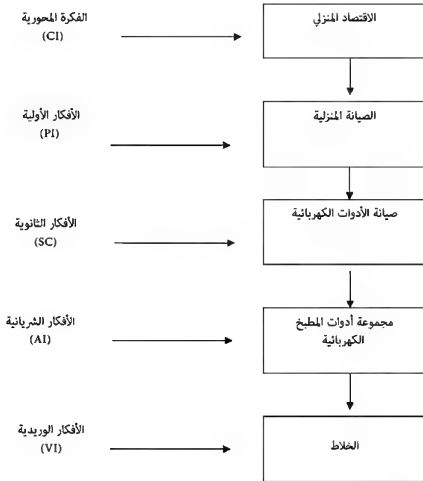 الفكرة المحورية
(CI)
الاقتصاد المنزلي
الأفكار الأولية
(PI)
الصيانة المنزلية
الأفكار الثانوية
(SC)
صيانة الأدوات الكهربائية
الأفكار الشريانية
(AI)
مجموعة أدوات المطبخ
الكهربائية
الأفكار الوريدية
(VI)
الخلاط